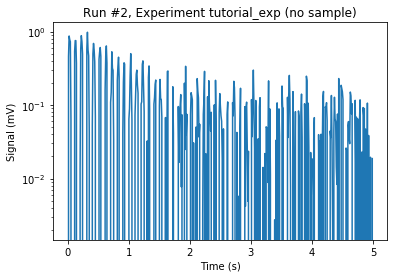 Run #2, Experiment tutorial_exp (no sample)
Signal (mV)
10⁰
10⁻¹
10⁻²
0 1 2 3 4 5
Time (s)